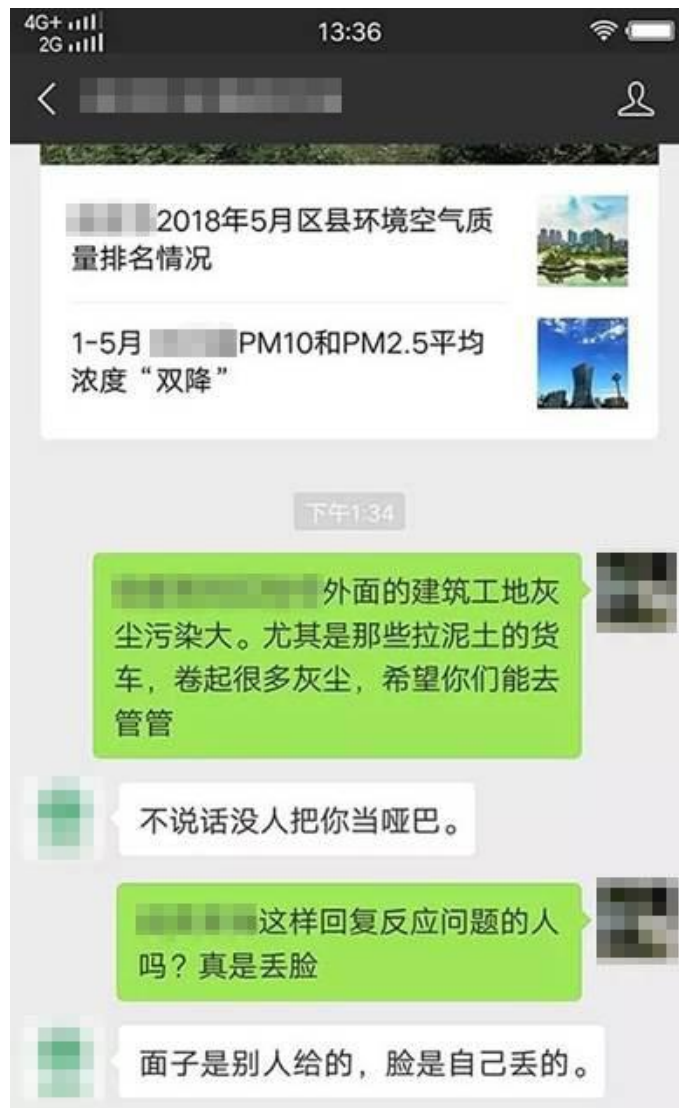 4G+
2G
13:36
2018年5月区县环境空气质
量排名情况
1-5月 PM10和PM2.5平均
浓度“双降”
下午1:34
外面的建筑工地灰
尘污染大。尤其是那些拉泥土的货
车，卷起很多灰尘，希望你们能去
管管
不说话没人把你当哑巴。
这样回复反应问题的人
吗？真是丢脸
面子是别人给的，脸是自己丢的。